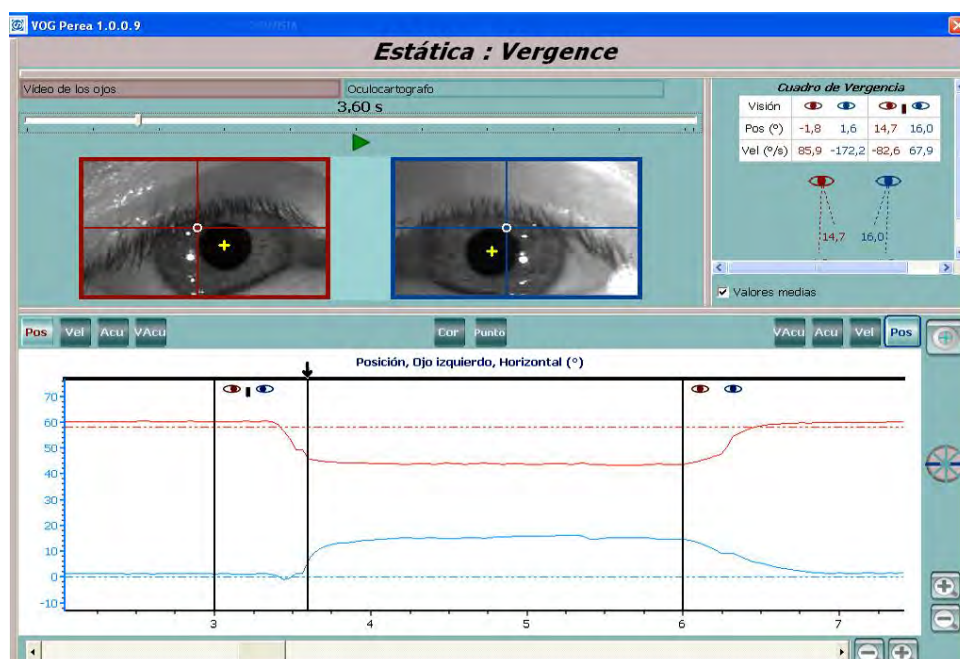 VOG Perea 1.0.0.9
Estática : Vergence
Vídeo de los ojos
Oculocartografo
3,60 s
Cuadro de Vergencia
Visión
Pos (º) -1,8 1,6 14,7 16,0
Vel (º/s) 85,9 -172,2 -82,6 67,9
14,7 16,0
Valores medias
Pos Vel Acu VAcu Cor Punto VAcu Acu Vel Pos
Posición, Ojo izquierdo, Horizontal (º)
70
60
50
40
30
20
10
0
-10
3 4 5 6 7